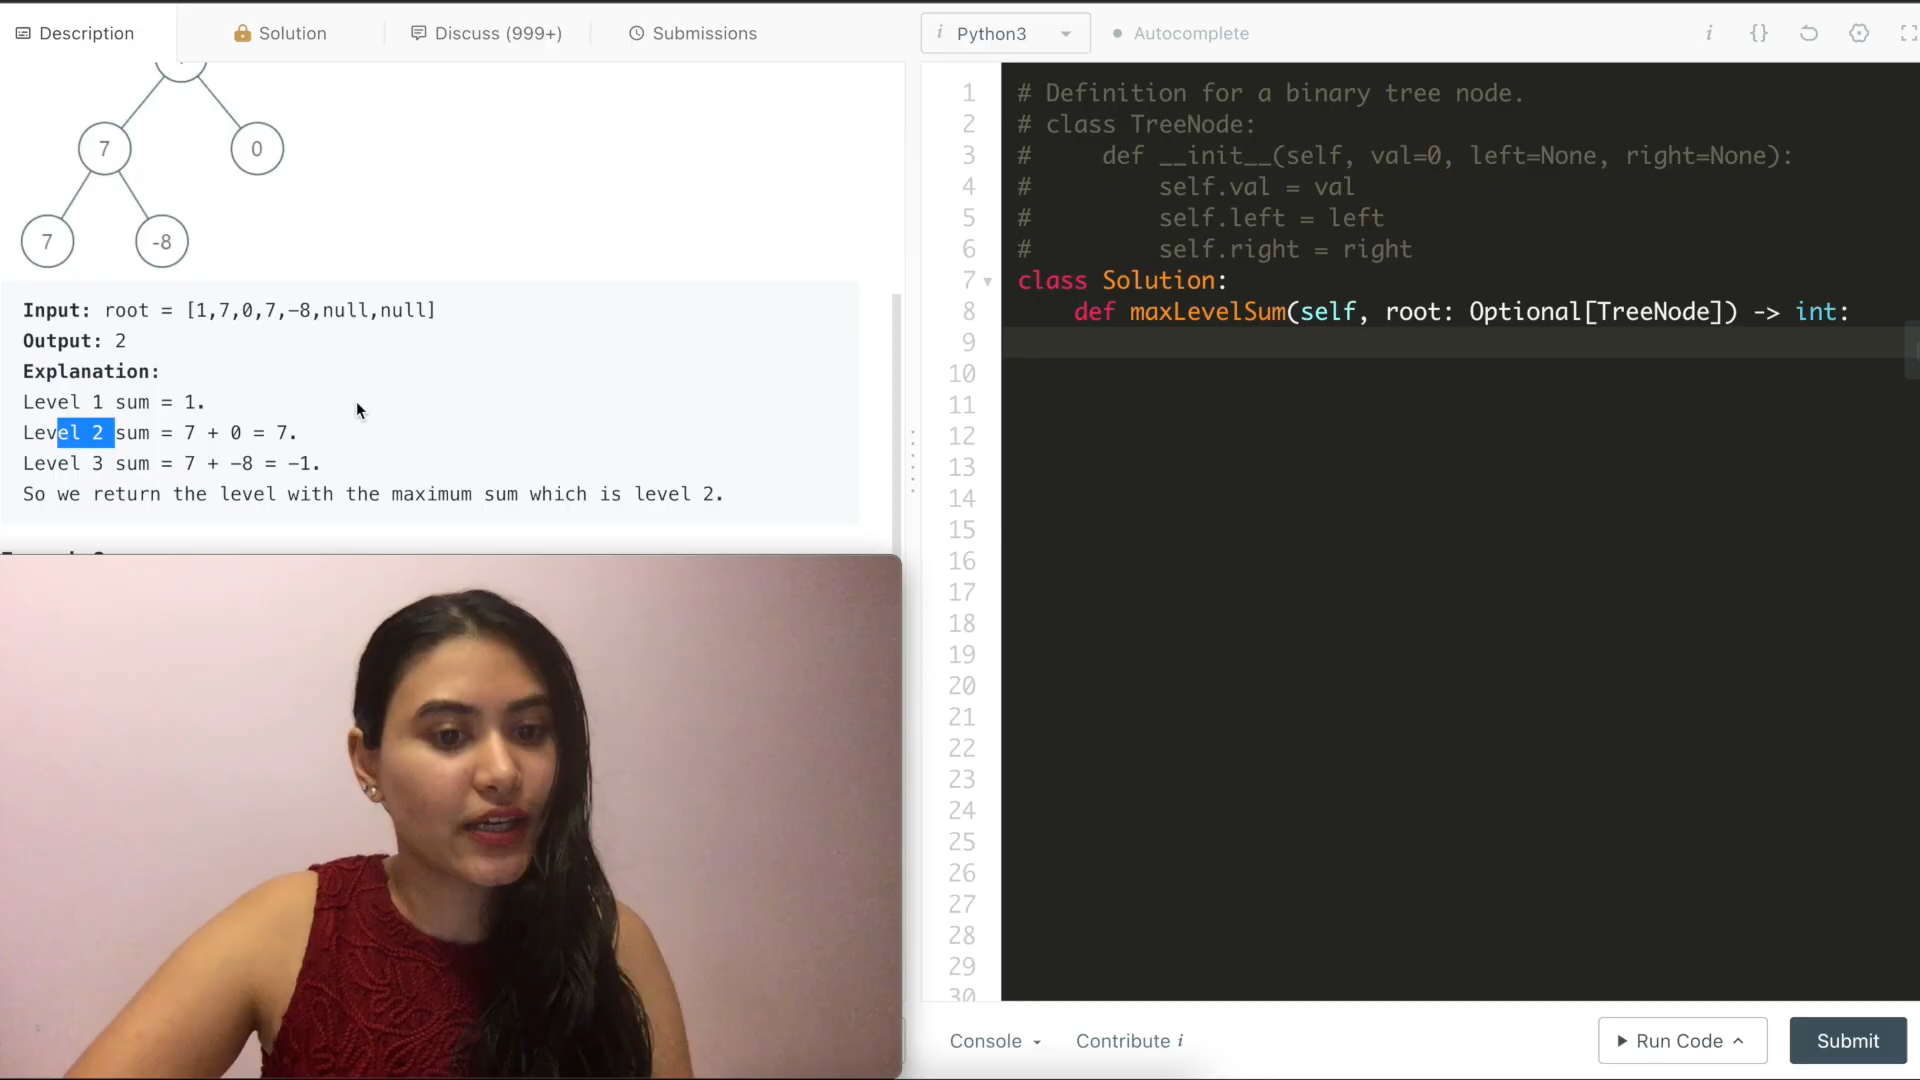 Description
Solution
Discuss (999+)
Submissions
7
0
7
-8
Input: root = [1,7,0,7,-8,null,null]
Output: 2
Explanation:
Level 1 sum = 1.
Level 2 sum = 7 + 0 = 7.
Level 3 sum = 7 + -8 = -1.
So we return the level with the maximum sum which is level 2.
i Python3
Autocomplete
i {}
1 # Definition for a binary tree node.
2 # class TreeNode:
3 #     def __init__(self, val=0, left=None, right=None):
4 #         self.val = val
5 #         self.left = left
6 #         self.right = right
7 class Solution:
8     def maxLevelSum(self, root: Optional[TreeNode]) -> int:
9
10
11
12
13
14
15
16
17
18
19
20
21
22
23
24
25
26
27
28
29
30
Console
Contribute i
Run Code
Submit